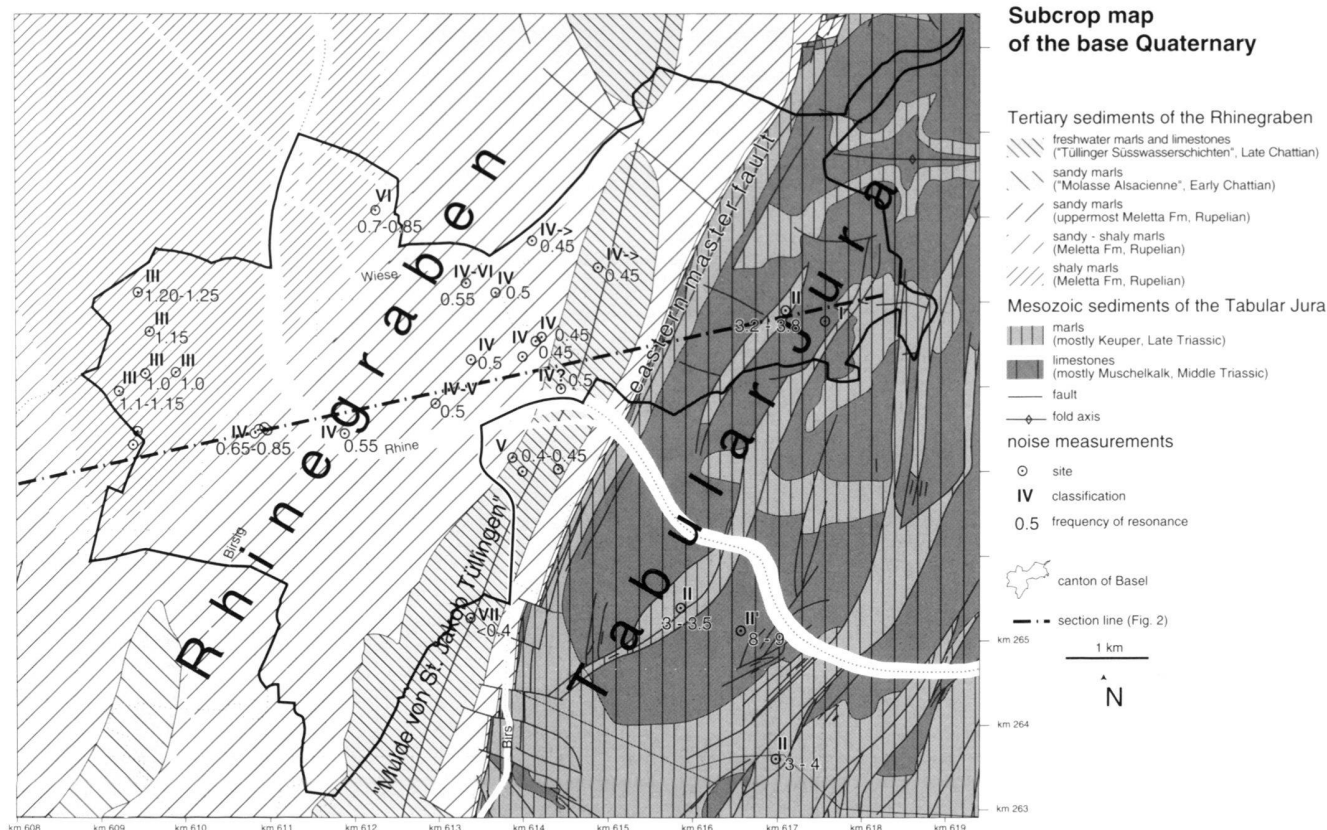 Subcrop map
of the base Quaternary
Tertiary sediments of the Rhinegraben
freshwater marls and limestones
("Tüllinger Süsswasserschichten", Late Chattian)
sandy marls
("Molasse Alsacienne", Early Chattian)
sandy marls
(uppermost Meletta Fm, Rupelian)
sandy - shaly marls
(Meletta Fm, Rupelian)
shaly marls
(Meletta Fm, Rupelian)
Mesozoic sediments of the Tabular Jura
marls
(mostly Keuper, Late Triassic)
limestones
(mostly Muschelkalk, Middle Triassic)
fault
fold axis
noise measurements
site
IV classification
0.5 frequency of resonance
canton of Basel
section line (Fig. 2)
1 km
N
Rhinegraben
Tabular Jura
eastern master fault
"Mulde von St. Jakob Tüllingen"
Wiese
Rhine
Birsig
Birs
VI
0.7-0.85
III
1.20-1.25
III
1.15
III
1.0
III
1.0
III
1.1-1.15
IV
0.65-0.85
IV
0.55
IV-V
0.5
IV
0.5
IV-VI
0.55
IV
0.5
IV->
0.45
IV->
0.45
IV
0.45
IV
0.45
IV?
0.5
V
0.4-0.45
VII
<0.4
II
3.2 - 3.8
II
3 - 3.5
II'
8 - 9
II
3 - 4
km 265
km 264
km 263
km 608
km 609
km 610
km 611
km 612
km 613
km 614
km 615
km 616
km 617
km 618
km 619